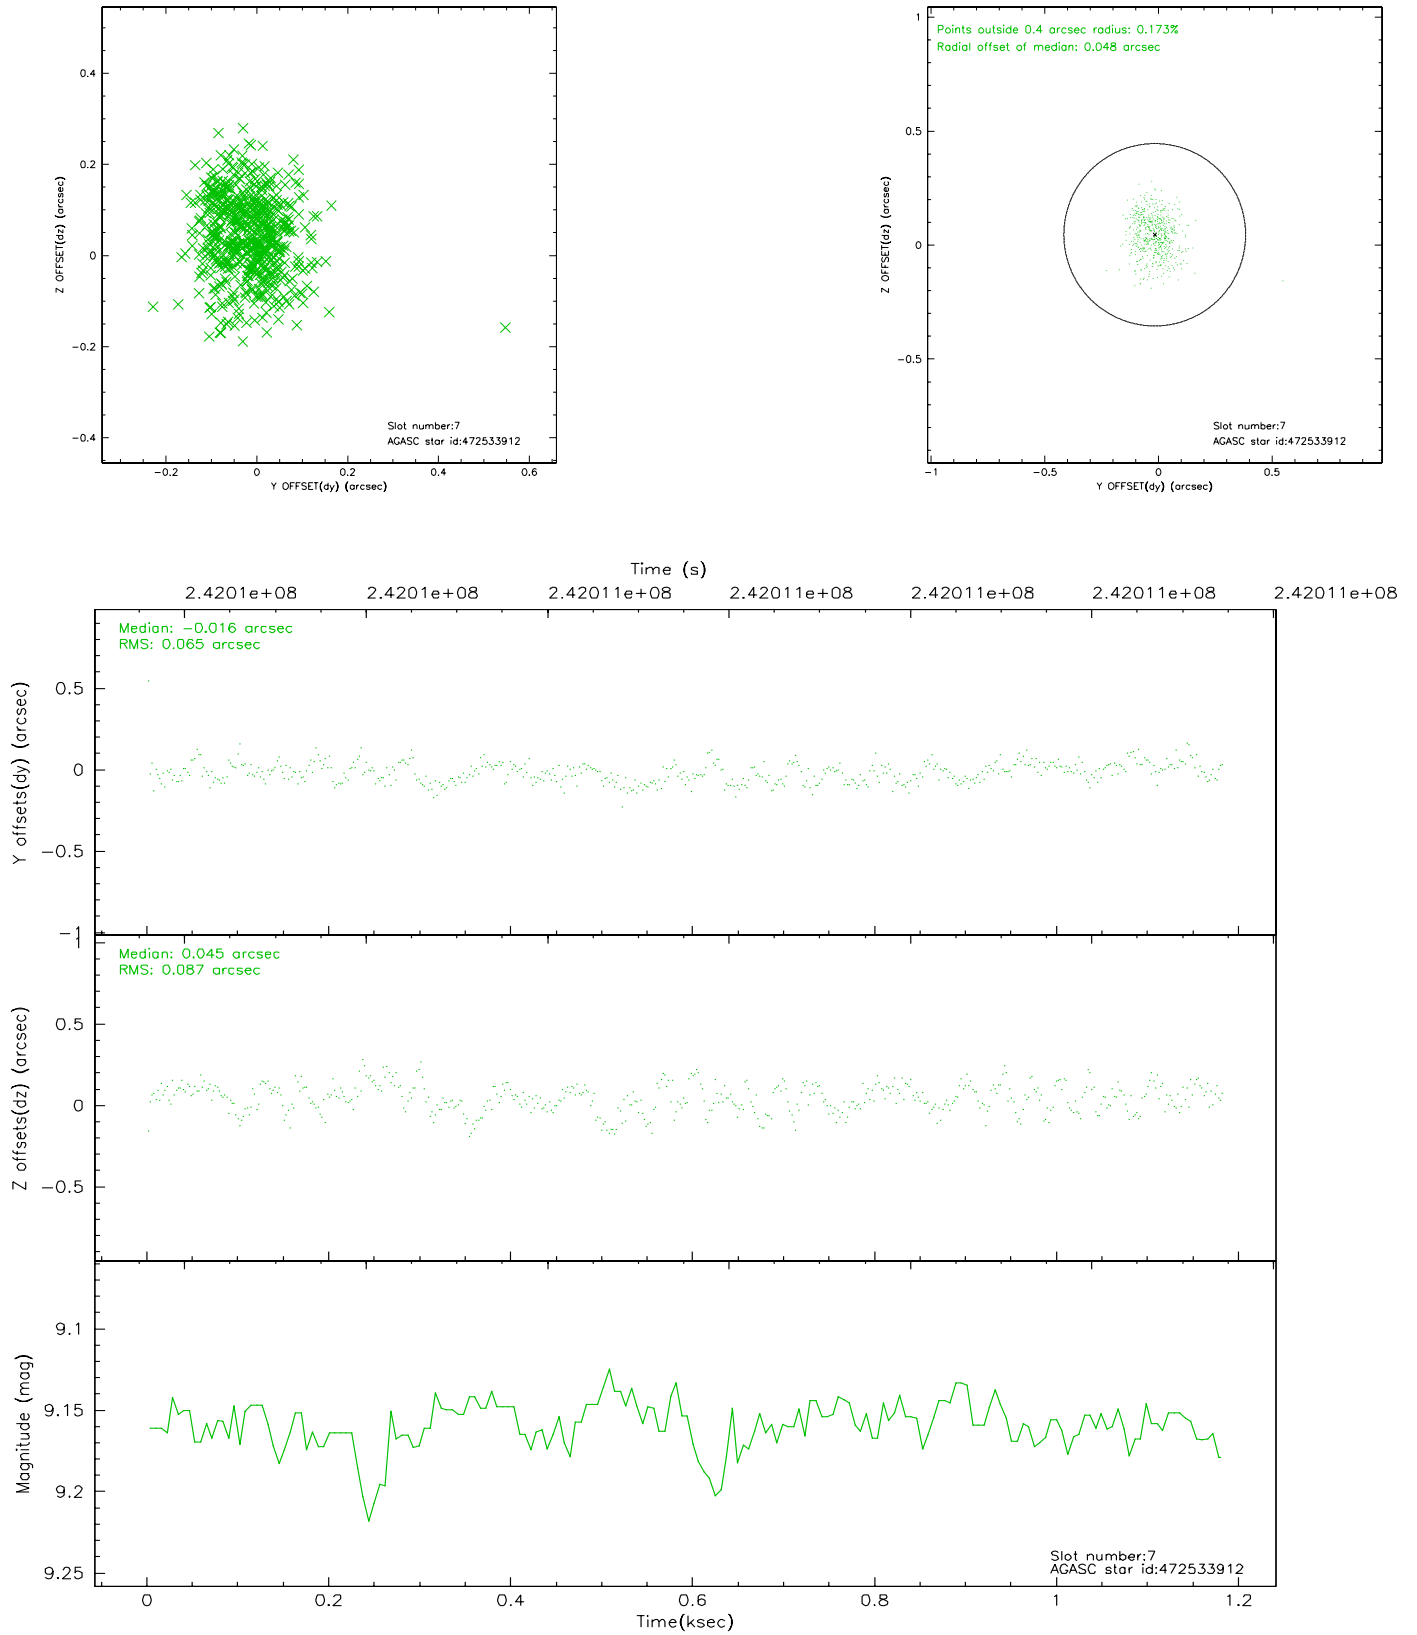 0.4
0.2
0
−0.2
−0.4
Z OFFSET(dz) (arcsec)
Slot number:7
AGASC star id:472533912
−0.2
0
0.2
0.4
0.6
Y OFFSET(dy) (arcsec)
Points outside 0.4 arcsec radius: 0.173%
Radial offset of median: 0.048 arcsec
1
0.5
0
−0.5
Z OFFSET(dz) (arcsec)
Slot number:7
AGASC star id:472533912
−1
−0.5
0
0.5
Y OFFSET(dy) (arcsec)
Time (s)
2.4201e+08
2.4201e+08
2.42011e+08
2.42011e+08
2.42011e+08
2.42011e+08
2.42011e+08
Median: −0.016 arcsec
RMS: 0.065 arcsec
0.5
0
−0.5
−1
Y offsets(dy) (arcsec)
Median: 0.045 arcsec
RMS: 0.087 arcsec
1
0.5
0
−0.5
Z offsets(dz) (arcsec)
9.1
9.15
9.2
9.25
Magnitude (mag)
Slot number:7
AGASC star id:472533912
0
0.2
0.4
0.6
0.8
1
1.2
Time(ksec)